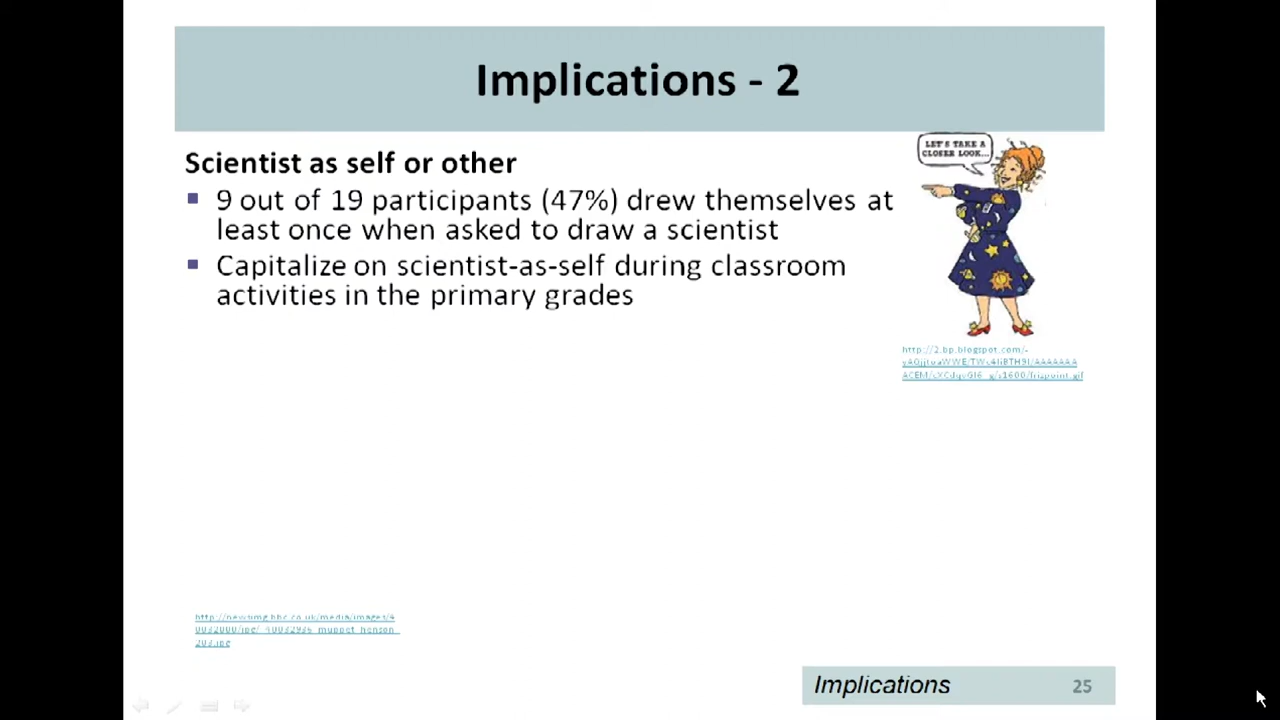 Implications - 2
Scientist as self or other
9 out of 19 participants (47%) drew themselves at
least once when asked to draw a scientist
Capitalize on scientist-as-self during classroom
activities in the primary grades
LET'S TAKE A
CLOSER LOOK...
http://2.bp.blogspot.com/-
Implications 25